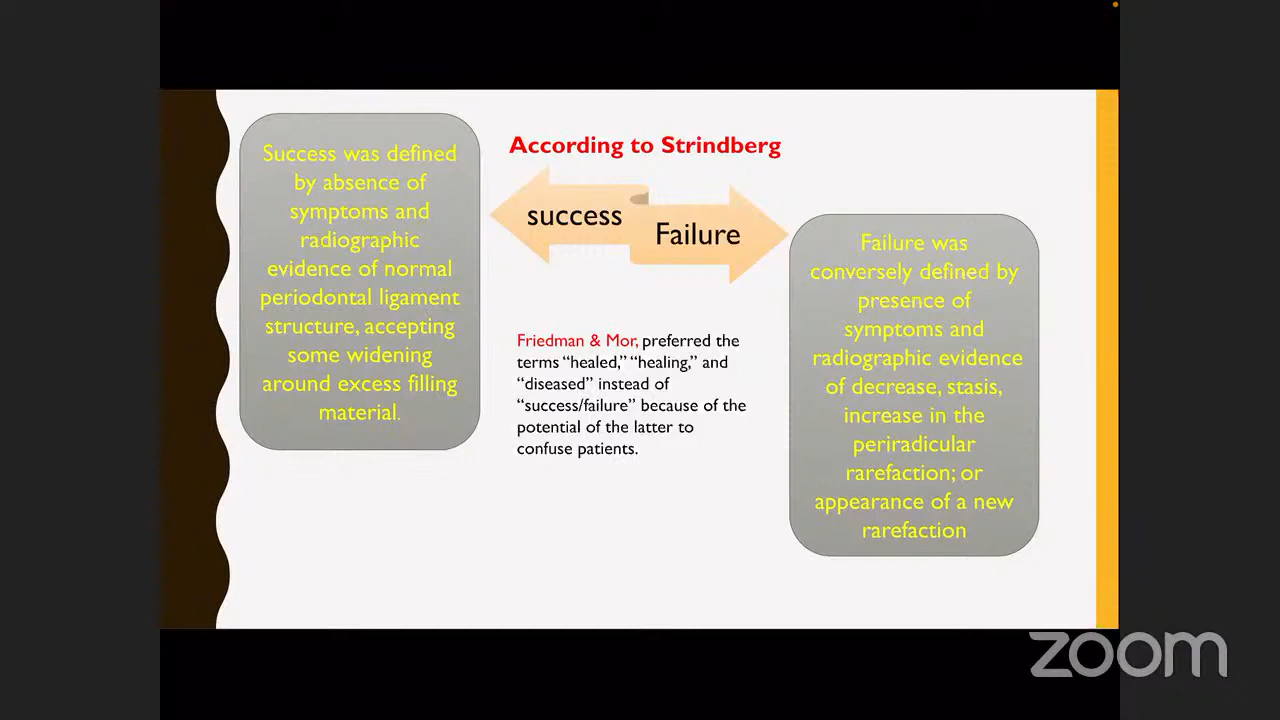 According to Strindberg
Success was defined
by absence of
symptoms and
radiographic
evidence of normal
periodontal ligament
structure, accepting
some widening
around excess filling
material.
success
Failure
Friedman & Mor, preferred the
terms “healed,” “healing,” and
“diseased” instead of
“success/failure” because of the
potential of the latter to
confuse patients.
Failure was
conversely defined by
presence of
symptoms and
radiographic evidence
of decrease, stasis,
increase in the
periradicular
rarefaction; or
appearance of a new
rarefaction
zoom